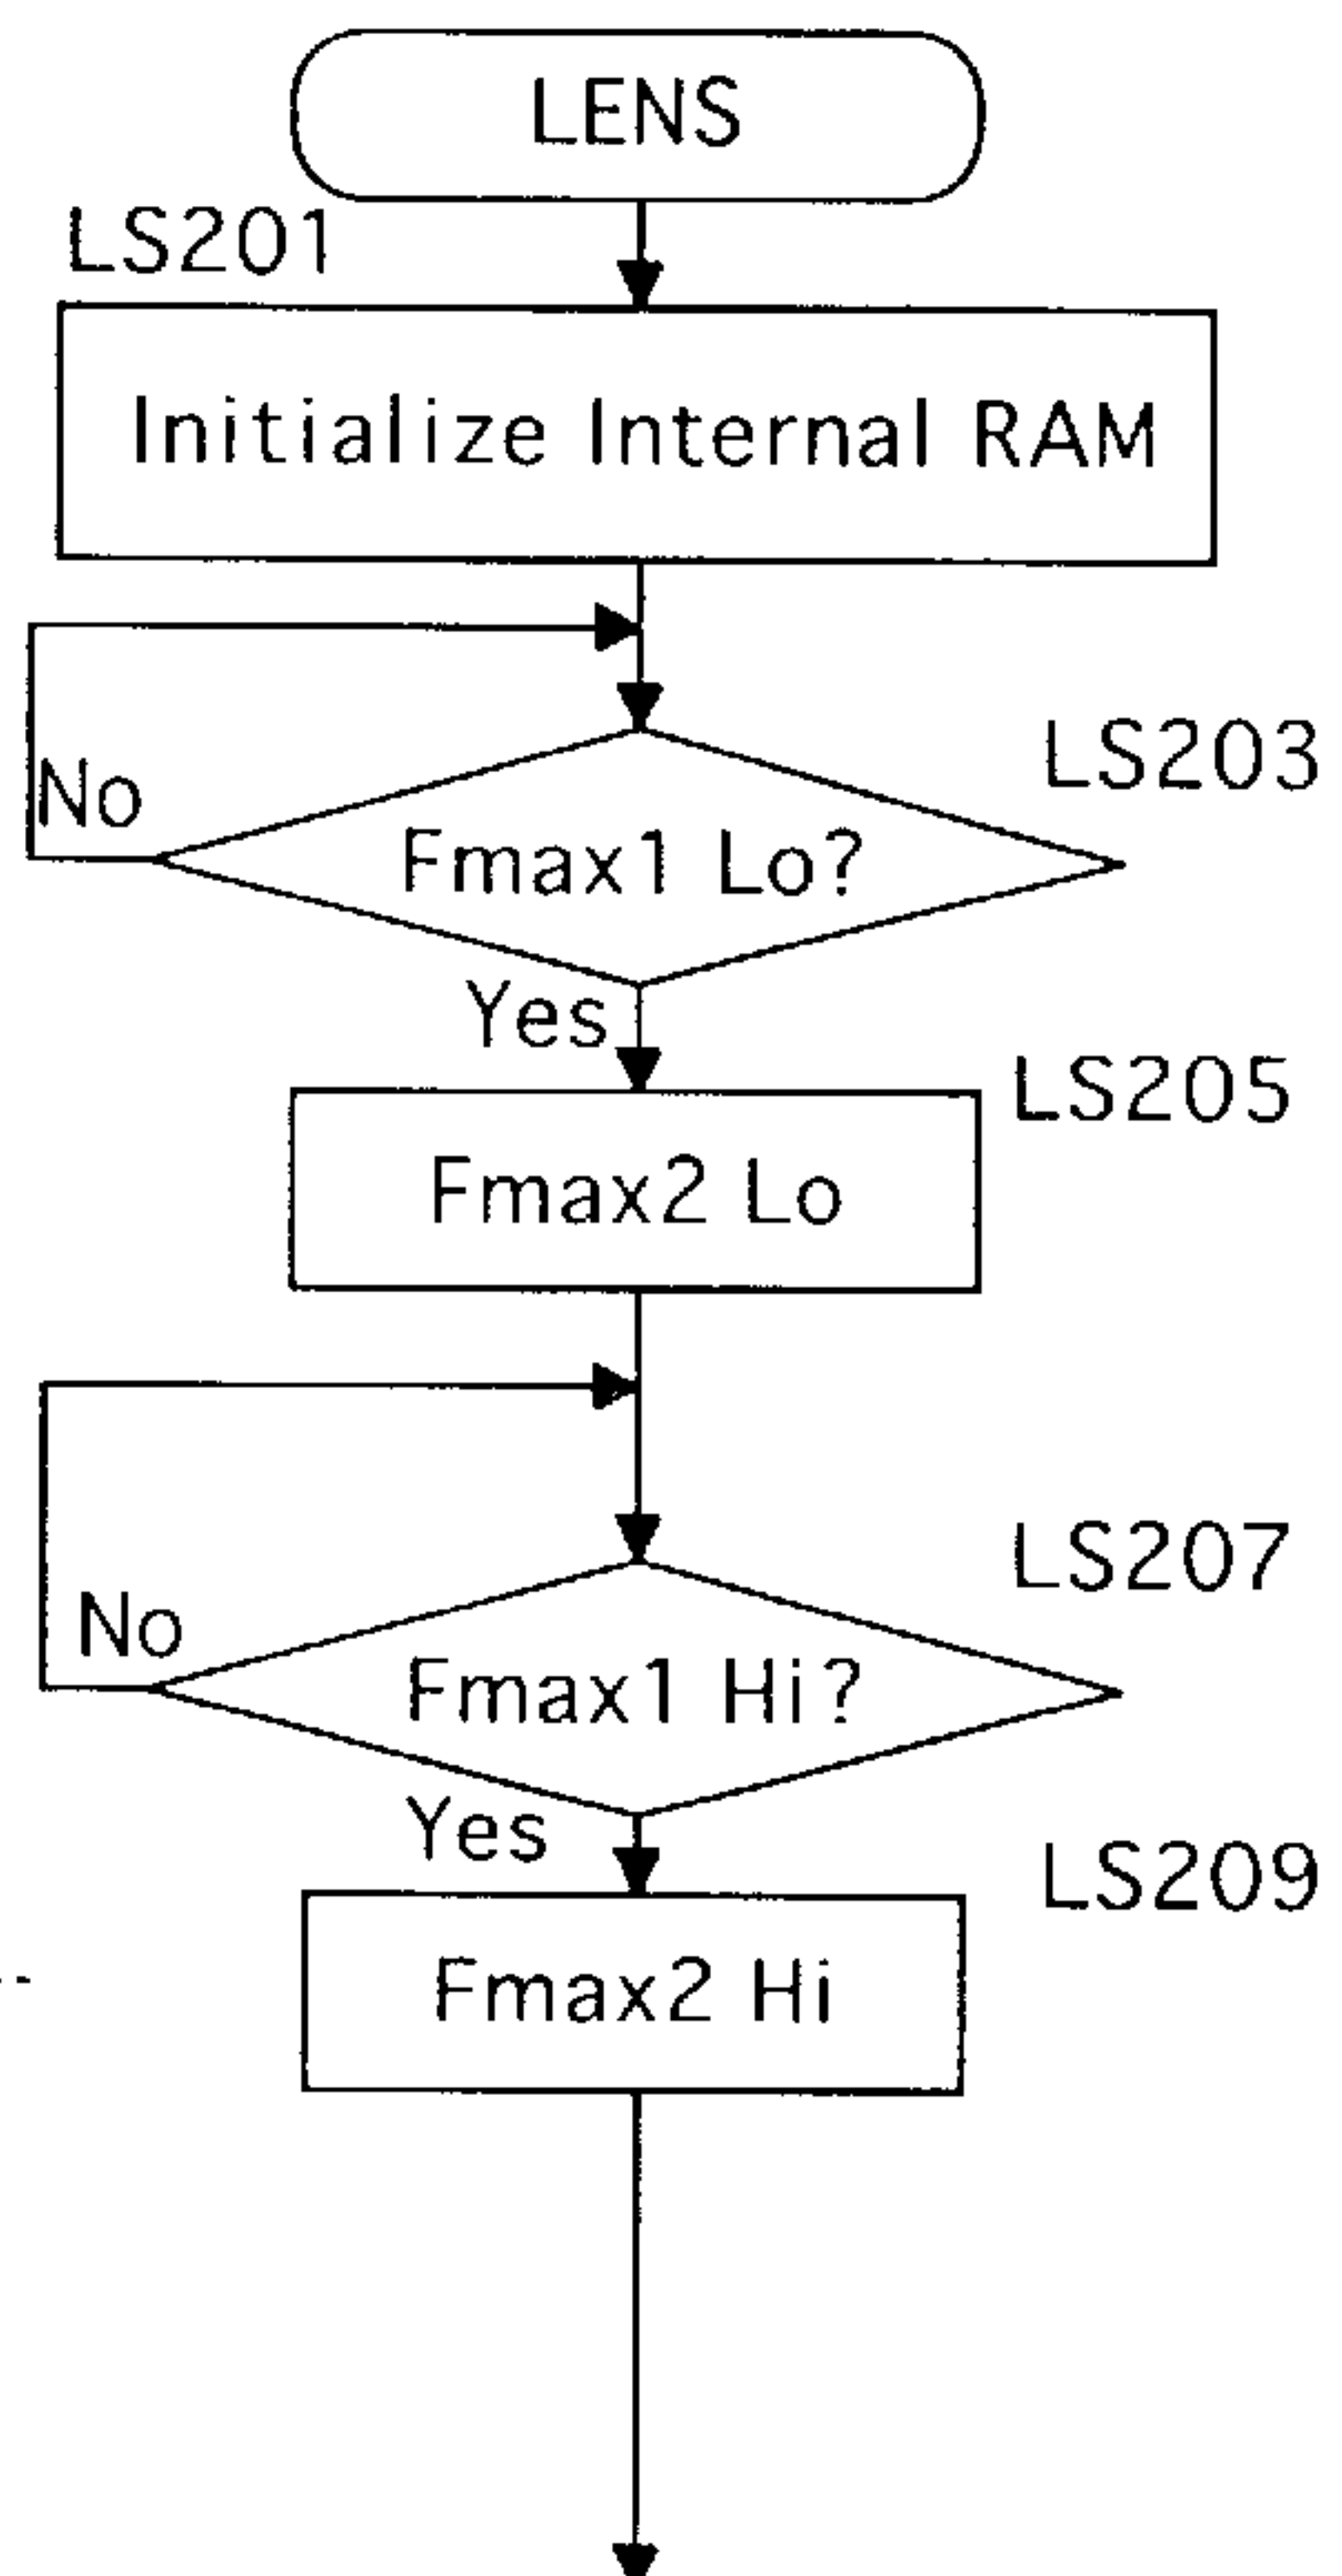 LENS
LS201
Initialize Internal RAM
LS203
No
Fmax1 Lo?
Yes
LS205
Fmax2 Lo
LS207
No
Fmax1 Hi?
Yes
LS209
Fmax2 Hi